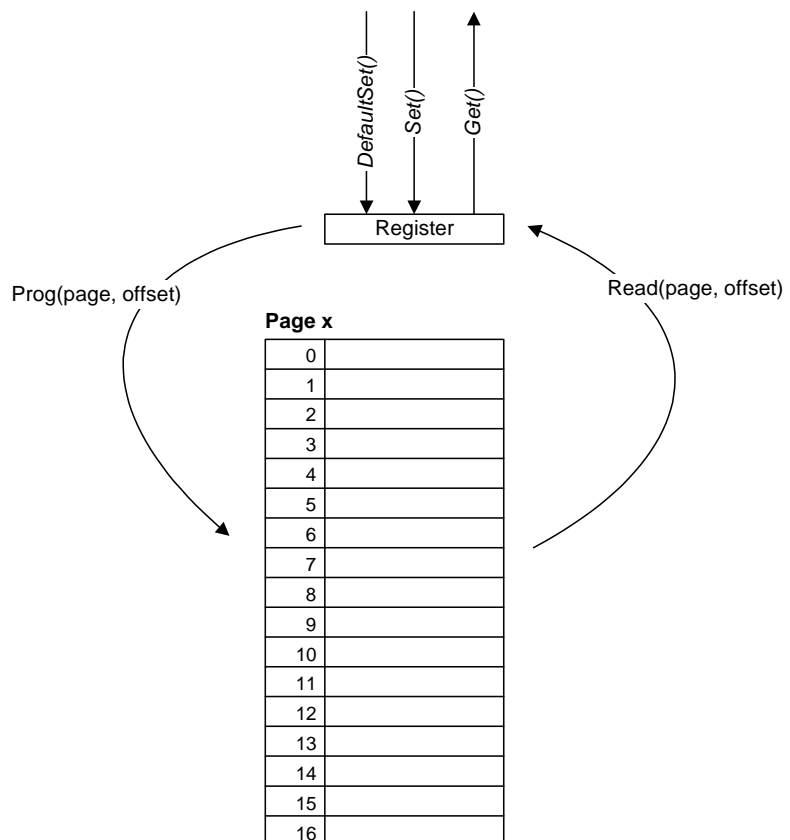 DefaultSet()
Set()
Get()
Register
Prog(page, offset)
Read(page, offset)
Page x
0
1
2
3
4
5
6
7
8
9
10
11
12
13
14
15
16